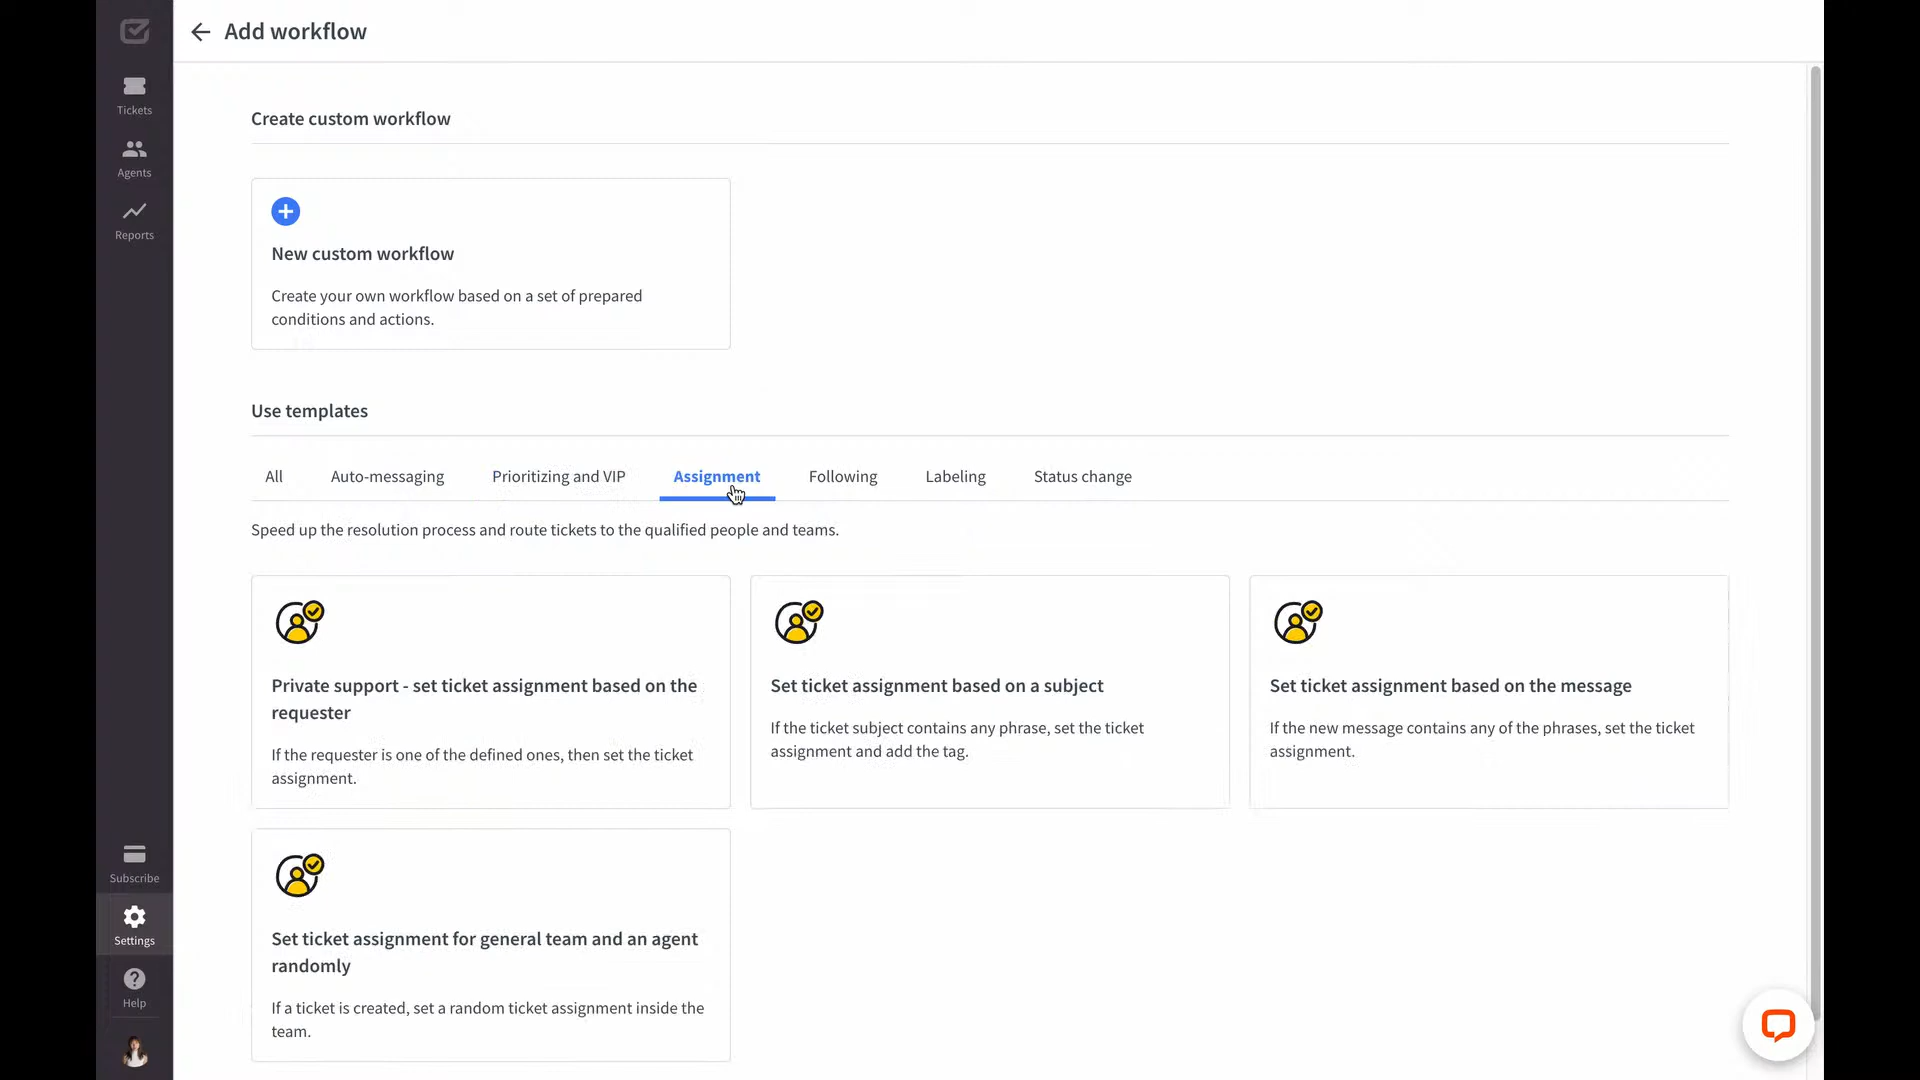 Add workflow
Tickets
Agents
Reports
Subscribe
Settings
Help
Create custom workflow
New custom workflow
Create your own workflow based on a set of prepared
conditions and actions.
Use templates
All
Auto-messaging
Prioritizing and VIP
Assignment
Following
Labeling
Status change
Speed up the resolution process and route tickets to the qualified people and teams.
Private support - set ticket assignment based on the
requester
If the requester is one of the defined ones, then set the ticket
assignment.
Set ticket assignment based on a subject
If the ticket subject contains any phrase, set the ticket
assignment and add the tag.
Set ticket assignment based on the message
If the new message contains any of the phrases, set the ticket
assignment.
Set ticket assignment for general team and an agent
randomly
If a ticket is created, set a random ticket assignment inside the
team.